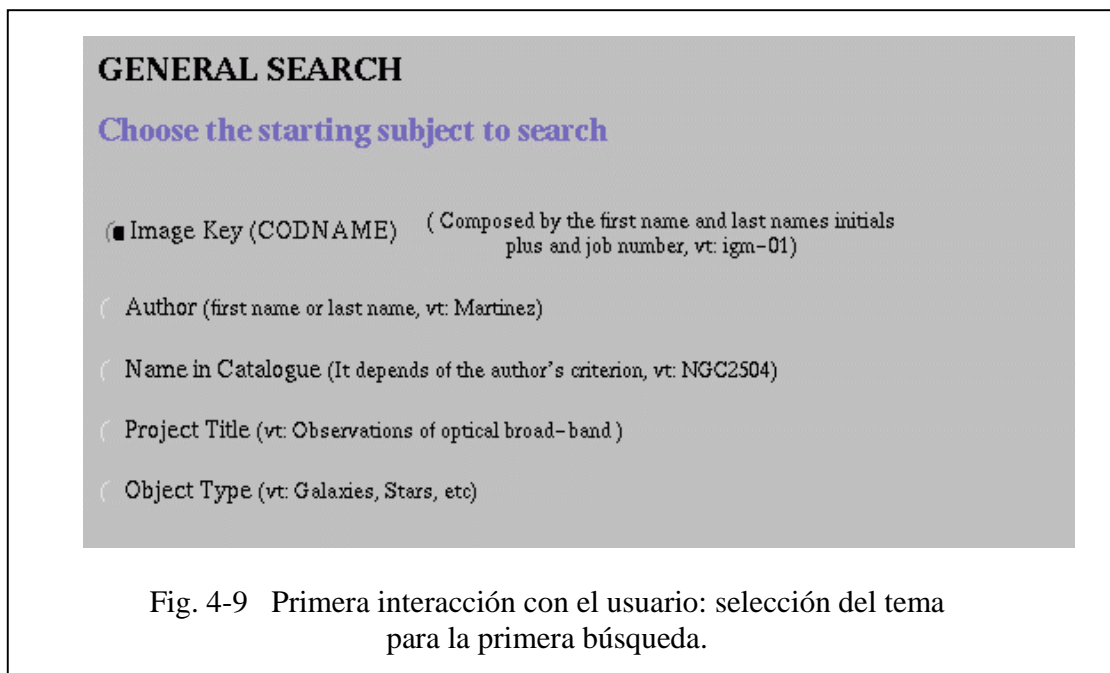 GENERAL SEARCH
Choose the starting subject to search
Image Key (CODNAME) ( Composed by the first name and last names initials
plus and job number, vt: igm-01)
Author (first name or last name, vt: Martinez)
Name in Catalogue (It depends of the author's criterion, vt: NGC2504)
Project Title (vt: Observations of optical broad-band )
Object Type (vt: Galaxies, Stars, etc)
Fig. 4-9 Primera interacción con el usuario: selección del tema
para la primera búsqueda.